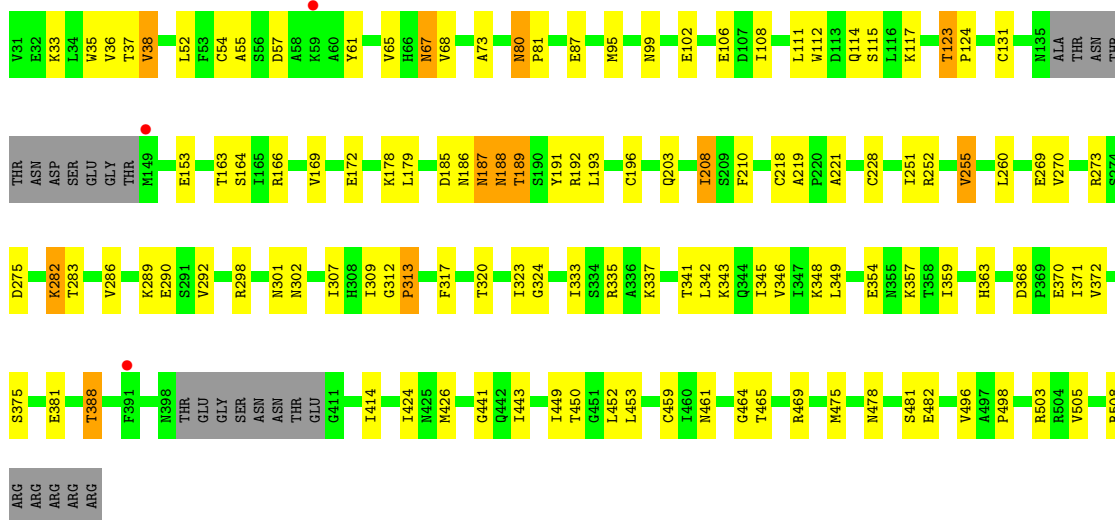 V31 E32 K33 L34 W35 V36 T37 V38 L52 F53 C54 A55 S56 D57 A58 K59 A60 Y61 V65 H66 N67 V68 A73 N80 P81 E87 M95 N99 E102 E106 D107 I108 L111 W112 D113 Q114 S115 L116 K117 T123 P124 C131 N135 ALA THR ASN THR
THR ASN ASP SER GLU GLY THR M149 E153 T163 S164 I165 R166 V169 E172 K178 L179 D185 N186 N187 N188 T189 S190 Y191 R192 L193 C196 Q203 I208 S209 F210 C218 A219 P220 A221 C228 I251 R252 V255 L260 E269 V270 R273 S274
D275 K282 T283 V286 K289 E290 S291 V292 R298 N301 N302 I307 H308 I309 G312 P313 F317 T320 I323 G324 I333 S334 R335 A336 K337 T341 L342 K343 Q344 I345 V346 I347 K348 L349 E354 N355 K357 T358 I359 H363 D368 P369 E370 I371 V372
S375 E381 T388 F391 N398 THR GLU GLY SER ASN ASN THR GLU G411 I414 I424 N425 M426 G441 Q442 I443 I449 T450 G451 L452 L453 C459 I460 N461 G464 T465 R469 M475 N478 S481 E482 V496 A497 P498 R503 R504 V505
ARG ARG ARG ARG ARG